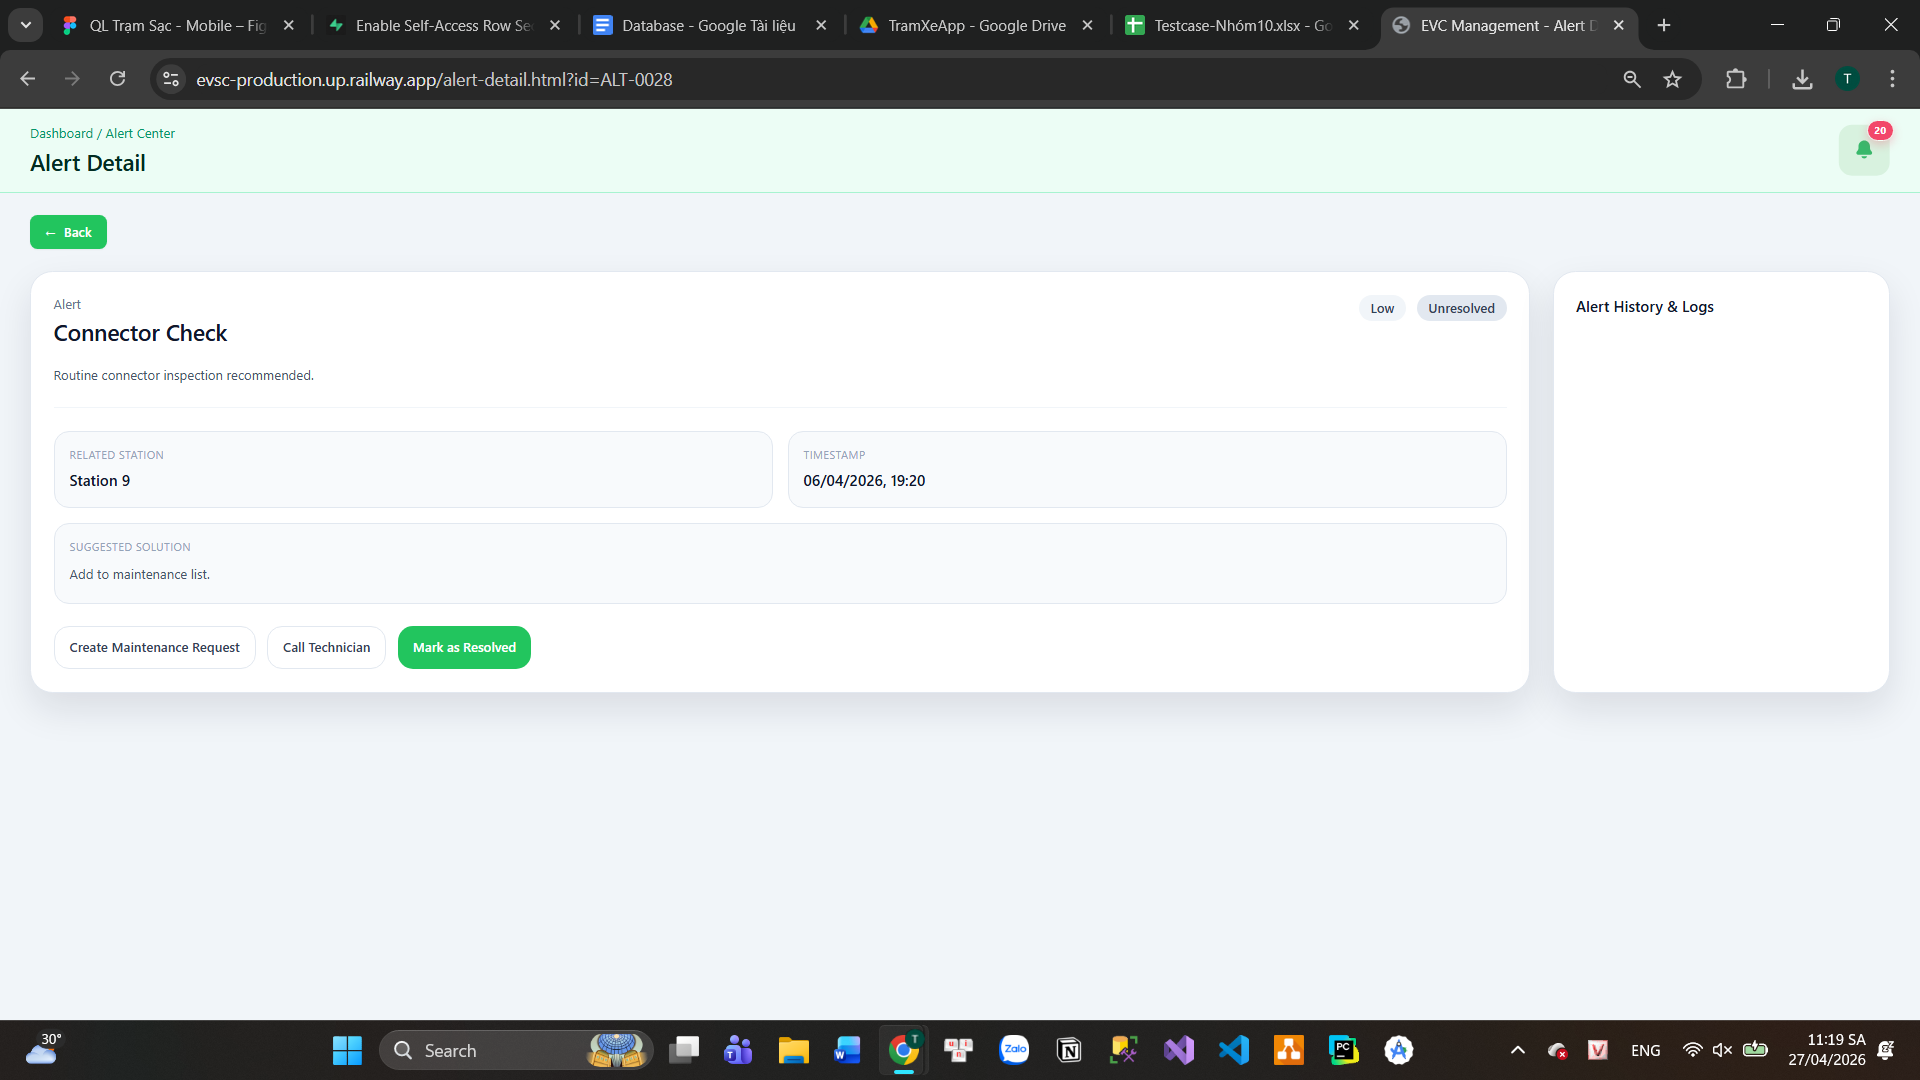 QL Trạm Sạc - Mobile – Fig
Enable Self-Access Row Se
Database - Google Tài liệu
TramXeApp - Google Drive
Testcase-Nhóm10.xlsx - Go
EVC Management - Alert D
evsc-production.up.railway.app/alert-detail.html?id=ALT-0028
T
Dashboard / Alert Center
Alert Detail
20
← Back
Alert
Connector Check
Low
Unresolved
Routine connector inspection recommended.
RELATED STATION
Station 9
TIMESTAMP
06/04/2026, 19:20
SUGGESTED SOLUTION
Add to maintenance list.
Create Maintenance Request
Call Technician
Mark as Resolved
Alert History & Logs
30°
Search
T
Zalo
PC
ENG
11:19 SA
27/04/2026